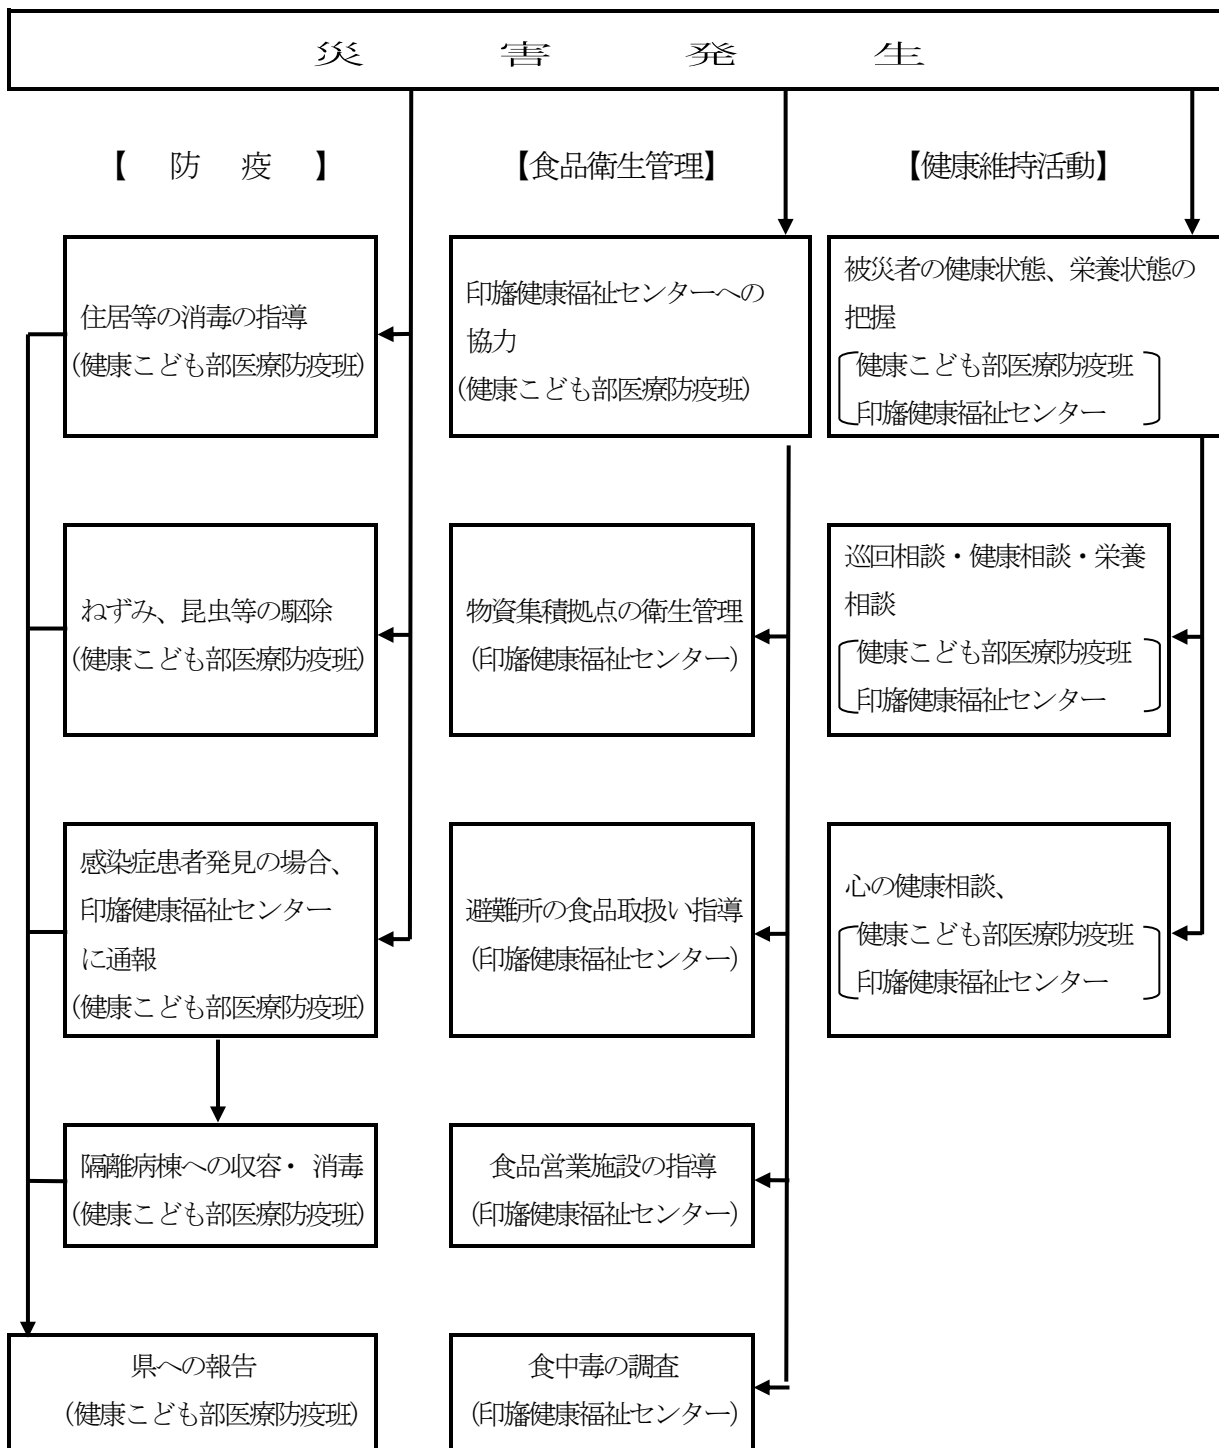 災害発生
【防疫】
【食品衛生管理】
【健康維持活動】
住居等の消毒の指導
(健康こども部医療防疫班)
ねずみ、昆虫等の駆除
(健康こども部医療防疫班)
感染症患者発見の場合、
印旛健康福祉センター
に通報
(健康こども部医療防疫班)
隔離病棟への収容・ 消毒
(健康こども部医療防疫班)
県への報告
(健康こども部医療防疫班)
印旛健康福祉センターへの
協力
(健康こども部医療防疫班)
物資集積拠点の衛生管理
(印旛健康福祉センター)
避難所の食品取扱い指導
(印旛健康福祉センター)
食品営業施設の指導
(印旛健康福祉センター)
食中毒の調査
(印旛健康福祉センター)
被災者の健康状態、栄養状態の
把握
健康こども部医療防疫班
印旛健康福祉センター
巡回相談・健康相談・栄養
相談
健康こども部医療防疫班
印旛健康福祉センター
心の健康相談、
健康こども部医療防疫班
印旛健康福祉センター